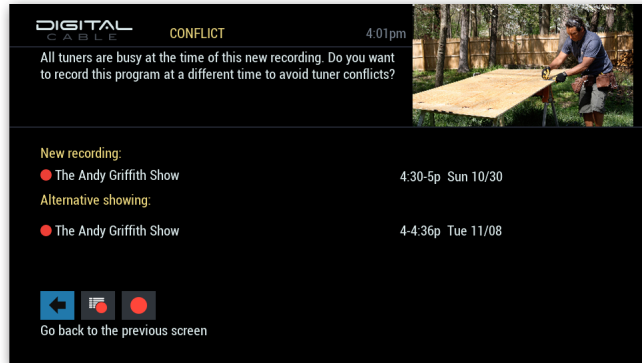 DIGITAL
CABLE
CONFLICT
4:01pm
All tuners are busy at the time of this new recording. Do you want
to record this program at a different time to avoid tuner conflicts?
New recording:
The Andy Griffith Show 4:30-5p Sun 10/30
Alternative showing:
The Andy Griffith Show 4-4:36p Tue 11/08
Go back to the previous screen